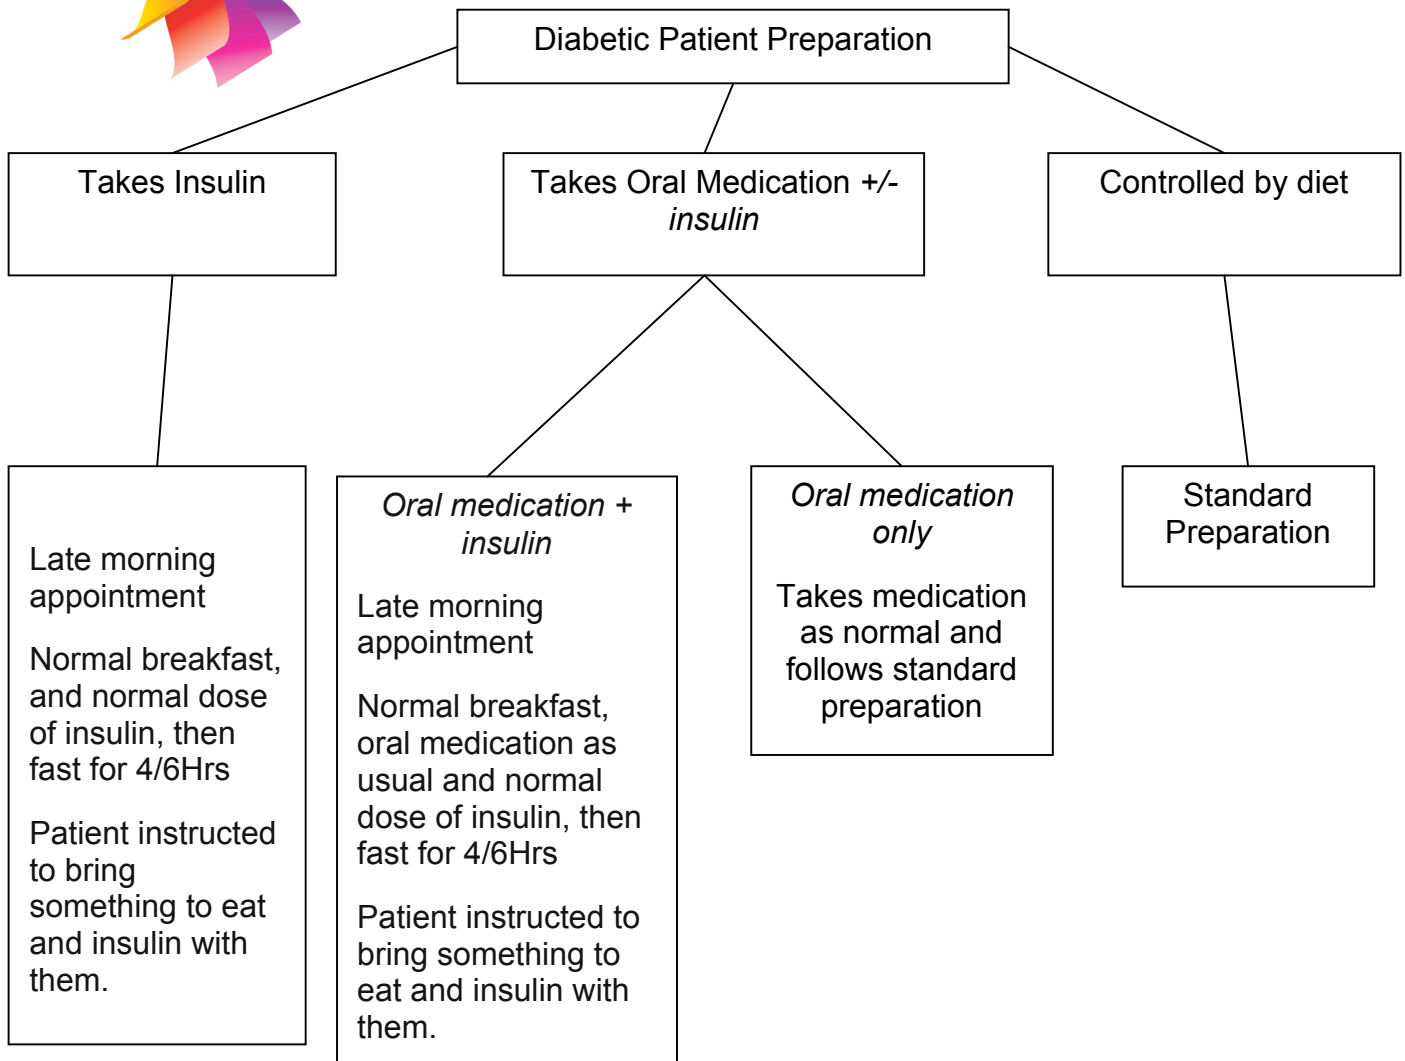 Diabetic Patient Preparation
Takes Insulin
Takes Oral Medication +/-
insulin
Controlled by diet
Late morning
appointment
Normal breakfast,
and normal dose
of insulin, then
fast for 4/6Hrs
Patient instructed
to bring
something to eat
and insulin with
them.
Oral medication +
insulin
Late morning
appointment
Normal breakfast,
oral medication as
usual and normal
dose of insulin, then
fast for 4/6Hrs
Patient instructed to
bring something to
eat and insulin with
them.
Oral medication
only
Takes medication
as normal and
follows standard
preparation
Standard
Preparation